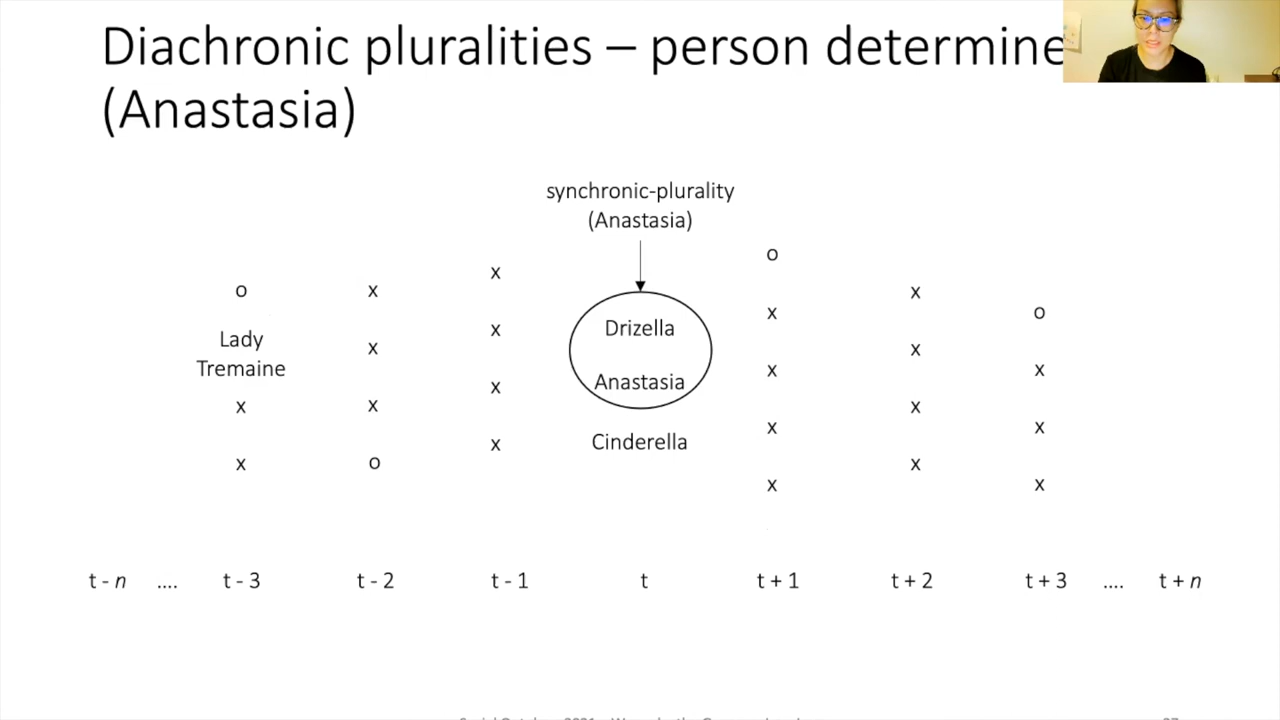 Diachronic pluralities – person determine
(Anastasia)
synchronic-plurality
(Anastasia)
o
x
x
o
x
o
Lady
Tremaine
x
x
Drizella
x
x
x
x
x
x
Anastasia
x
x
x
x
o
x
Cinderella
x
x
x
t - n .... t - 3 t - 2 t - 1 t t + 1 t + 2 t + 3 .... t + n